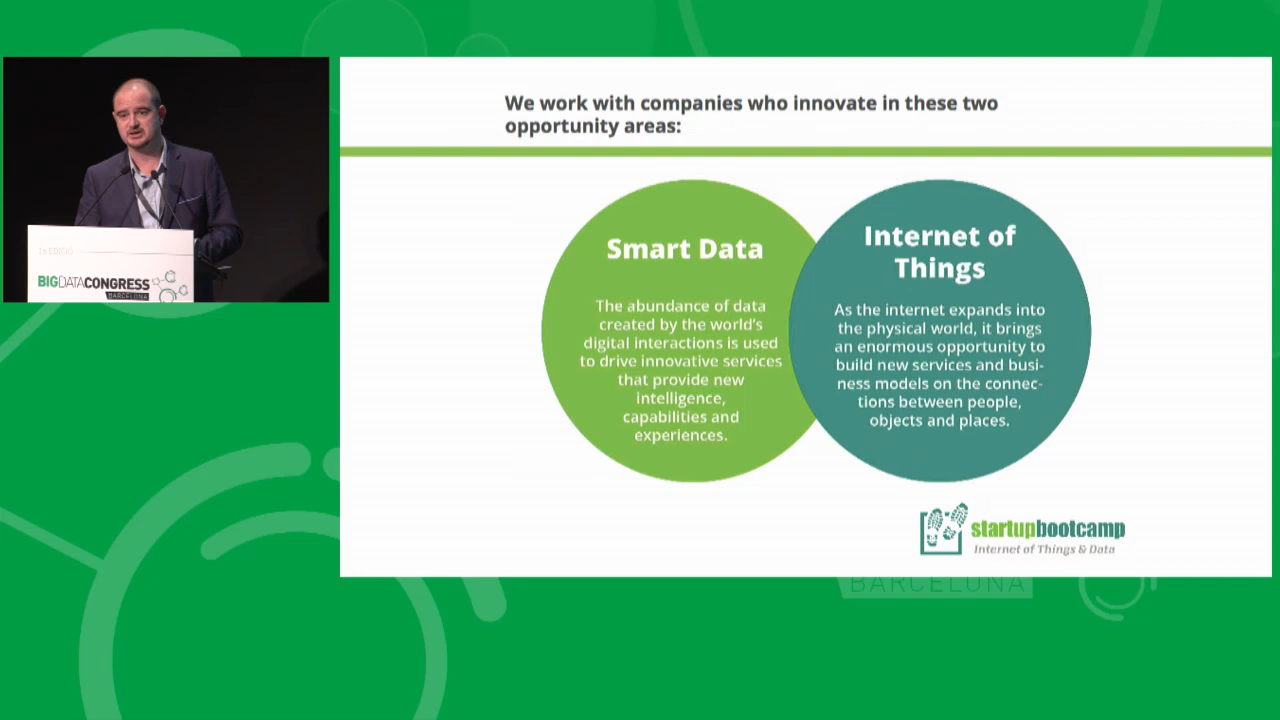 We work with companies who innovate in these two
opportunity areas:
Smart Data
The abundance of data
created by the world's
digital interactions is used
to drive innovative services
that provide new
intelligence,
capabilities and
experiences.
Internet of
Things
As the internet expands into
the physical world, it brings
an enormous opportunity to
build new services and busi-
ness models on the connec-
tions between people,
objects and places.
startupbootcamp
Internet of Things & Data
1a EDICIÓ
BIGDATACONGRESS
BARCELONA
BARCELONA